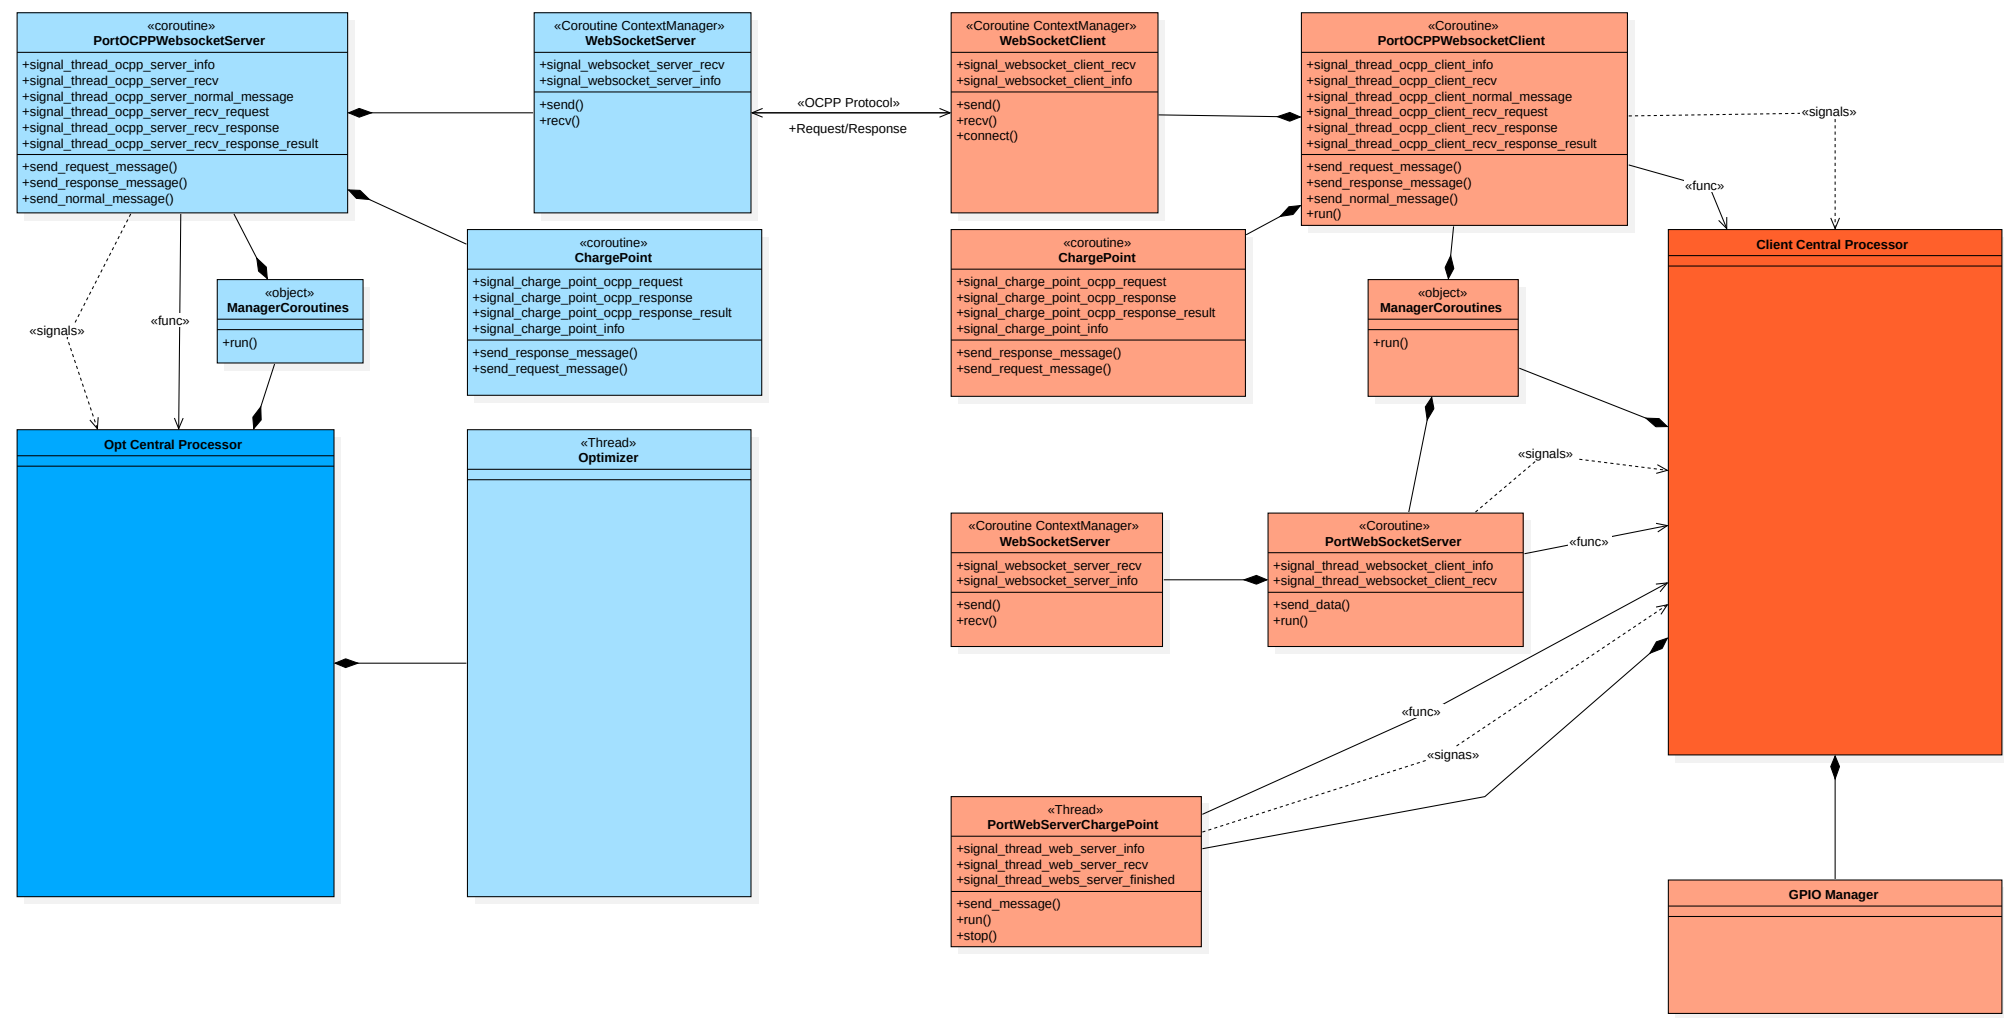 «coroutine»
PortOCPPWebsocketServer
+signal_thread_ocpp_server_info
+signal_thread_ocpp_server_recv
+signal_thread_ocpp_server_normal_message
+signal_thread_ocpp_server_recv_request
+signal_thread_ocpp_server_recv_response
+signal_thread_ocpp_server_recv_response_result
+send_request_message()
+send_response_message()
+send_normal_message()
«Coroutine ContextManager»
WebSocketServer
+signal_websocket_server_recv
+signal_websocket_server_info
+send()
+recv()
«OCPP Protocol»
+Request/Response
«Coroutine ContextManager»
WebSocketClient
+signal_websocket_client_recv
+signal_websocket_client_info
+send()
+recv()
+connect()
«Coroutine»
PortOCPPWebsocketClient
+signal_thread_ocpp_client_info
+signal_thread_ocpp_client_recv
+signal_thread_ocpp_client_normal_message
+signal_thread_ocpp_client_recv_request
+signal_thread_ocpp_client_recv_response
+signal_thread_ocpp_client_recv_response_result
+send_request_message()
+send_response_message()
+send_normal_message()
+run()
«signals»
«func»
«signals»
«func»
«object»
ManagerCoroutines
+run()
«coroutine»
ChargePoint
+signal_charge_point_ocpp_request
+signal_charge_point_ocpp_response
+signal_charge_point_ocpp_response_result
+signal_charge_point_info
+send_response_message()
+send_request_message()
«coroutine»
ChargePoint
+signal_charge_point_ocpp_request
+signal_charge_point_ocpp_response
+signal_charge_point_ocpp_response_result
+signal_charge_point_info
+send_response_message()
+send_request_message()
«object»
ManagerCoroutines
+run()
Client Central Processor
Opt Central Processor
«Thread»
Optimizer
«signals»
«func»
«Coroutine ContextManager»
WebSocketServer
+signal_websocket_server_recv
+signal_websocket_server_info
+send()
+recv()
«Coroutine»
PortWebSocketServer
+signal_thread_websocket_client_info
+signal_thread_websocket_client_recv
+send_data()
+run()
«func»
«signas»
«Thread»
PortWebServerChargePoint
+signal_thread_web_server_info
+signal_thread_web_server_recv
+signal_thread_webs_server_finished
+send_message()
+run()
+stop()
GPIO Manager